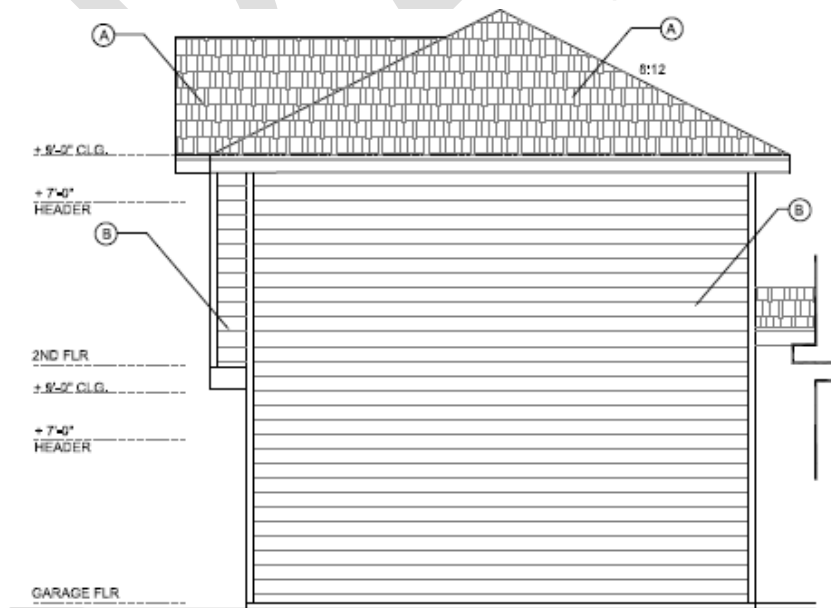 A
A
8:12
+ 9'-0" CLG.
+ 7'-0"
HEADER
B
B
2ND FLR
+ 9'-0" CLG.
+ 7'-0"
HEADER
GARAGE FLR